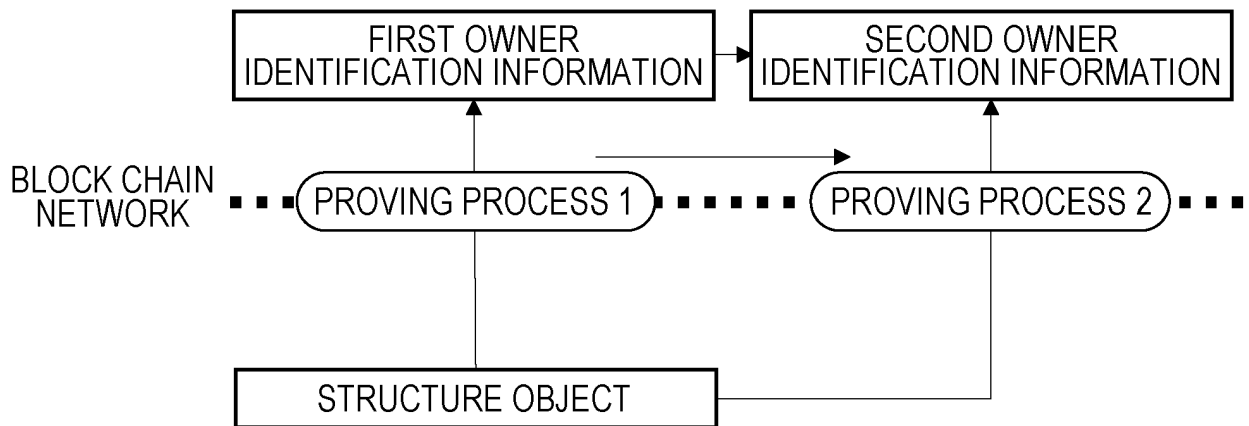 FIRST OWNER
IDENTIFICATION INFORMATION
SECOND OWNER
IDENTIFICATION INFORMATION
BLOCK CHAIN
NETWORK
PROVING PROCESS 1
PROVING PROCESS 2
STRUCTURE OBJECT